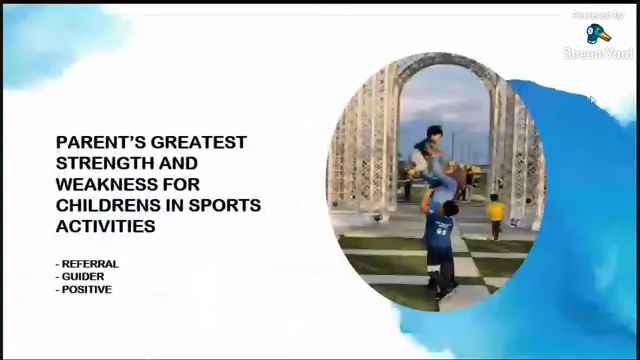 Powered by
StreamYard
PARENT'S GREATEST
STRENGTH AND
WEAKNESS FOR
CHILDRENS IN SPORTS
ACTIVITIES
- REFERRAL
- GUIDER
- POSITIVE